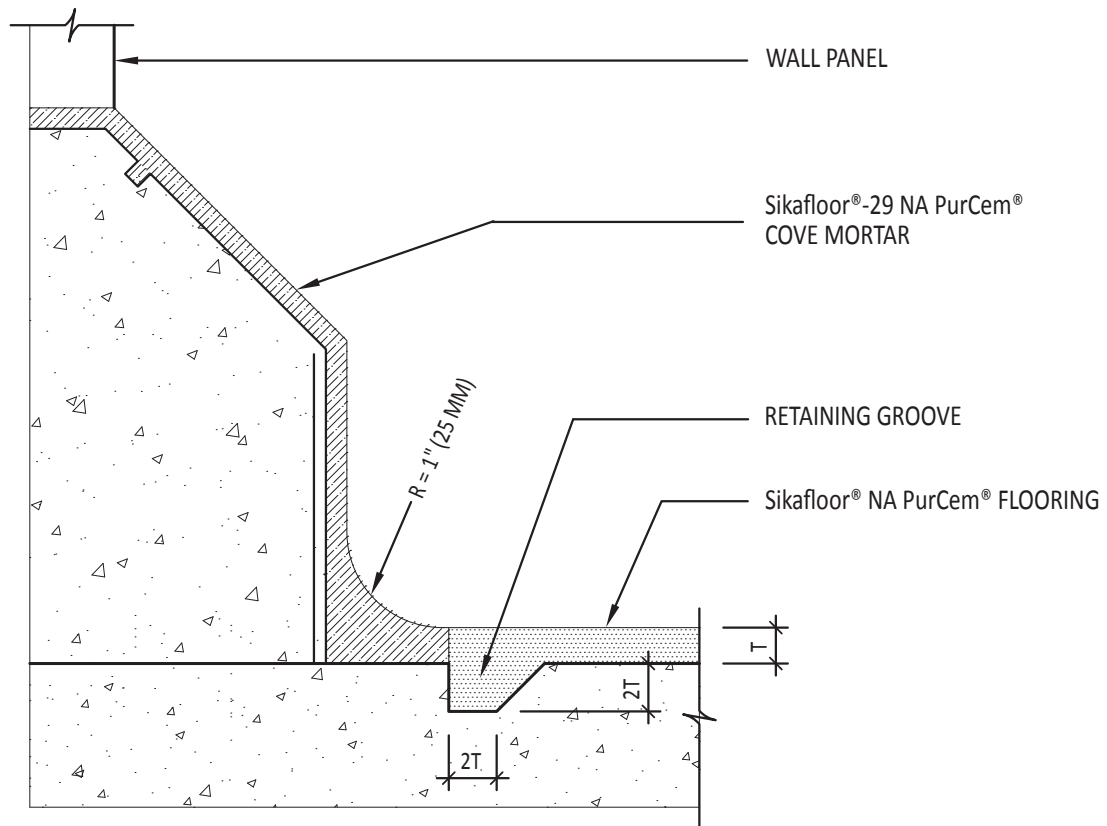 WALL PANEL
Sikafloor®-29 NA PurCem®
COVE MORTAR
R = 1" (25 MM)
RETAINING GROOVE
Sikafloor® NA PurCem® FLOORING
T
2T
2T